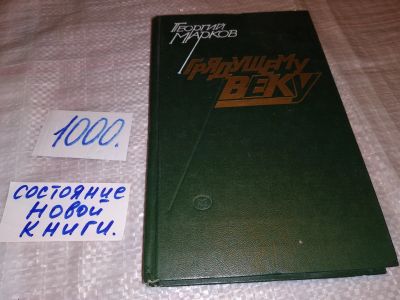 Георгий
Марков
Грядущему
веку
1000.
состояние
новой
книги.